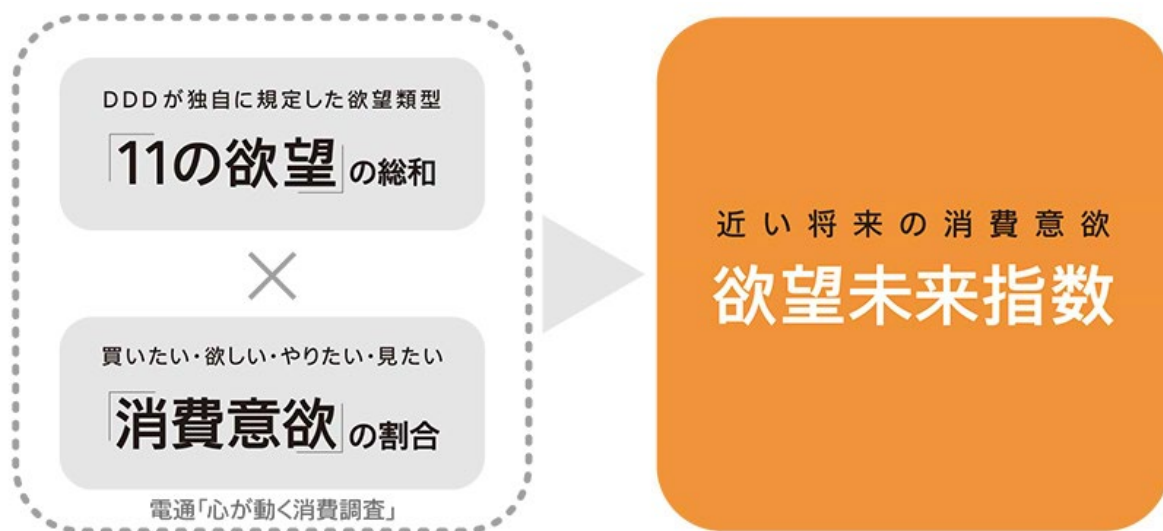 DDDが独自に規定した欲望類型
「11の欲望」の総和
×
買いたい・欲しい・やりたい・見たい
「消費意欲」の割合
電通「心が動く消費調査」
近い将来の消費意欲
欲望未来指数